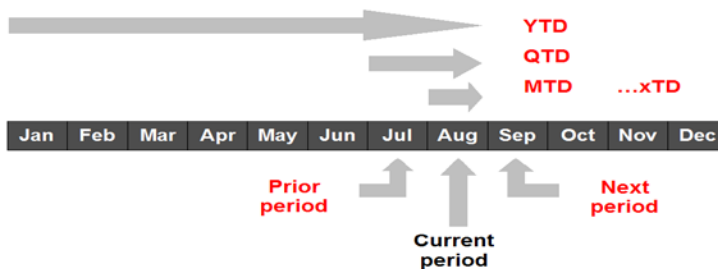 YTD
QTD
MTD ...xTD
Jan Feb Mar Apr May Jun Jul Aug Sep Oct Nov Dec
Prior
period
Current
period
Next
period